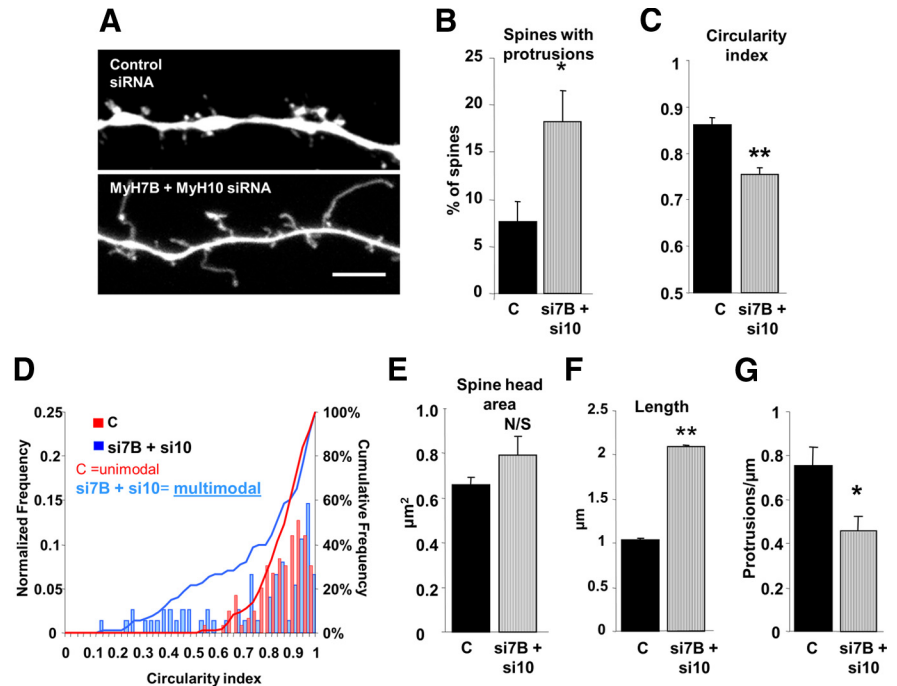 A
Control
siRNA
MyH7B + MyH10 siRNA
B
Spines with
protrusions
% of spines
25
20
15
10
5
0
*
C
si7B +
si10
C
Circularity
index
1
0.9
0.8
0.7
0.6
0.5
**
C
si7B +
si10
D
Normalized Frequency
0.25
0.2
0.15
0.1
0.05
0
C
si7B + si10
C =unimodal
si7B + si10= multimodal
100%
80%
60%
40%
20%
0%
Cumulative Frequency
0 0.1 0.2 0.3 0.4 0.5 0.6 0.7 0.8 0.9 1
Circularity index
E
Spine head
area
N/S
µm²
1.0
0.8
0.6
0.4
0.2
0
C
si7B +
si10
F
Length
**
µm
2.5
2
1.5
1
0.5
0
C
si7B +
si10
G
Protrusions/µm
1
0.8
0.6
0.4
0.2
0
*
C
si7B +
si10